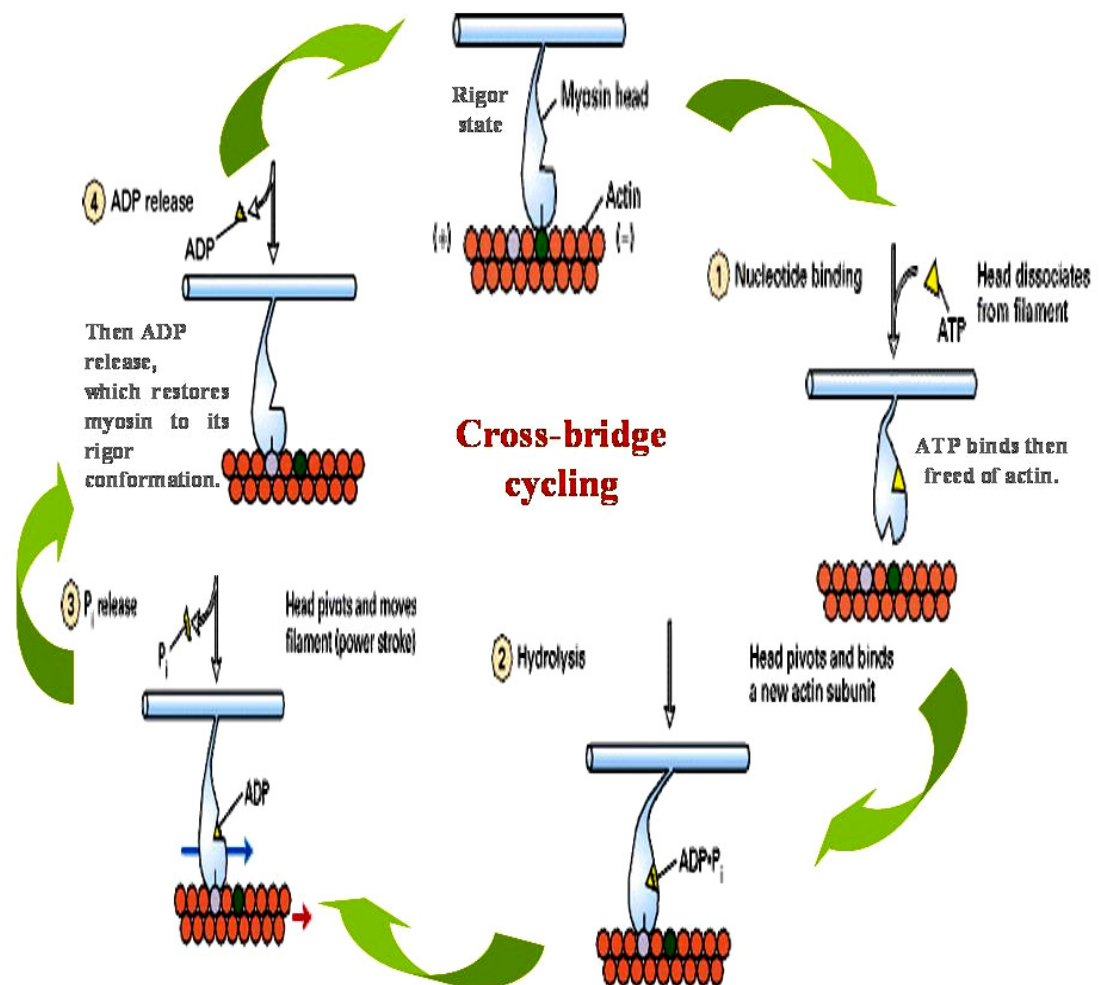 Rigor
state
Myosin head
Actin
(+)
(−)
1 Nucleotide binding
ATP
Head dissociates
from filament
ATP binds then
freed of actin.
Cross-bridge
cycling
2 Hydrolysis
Head pivots and binds
a new actin subunit
ADP•Pi
3 Pi release
Pi
Head pivots and moves
filament (power stroke)
ADP
4 ADP release
ADP
Then ADP
release,
which restores
myosin to its
rigor
conformation.